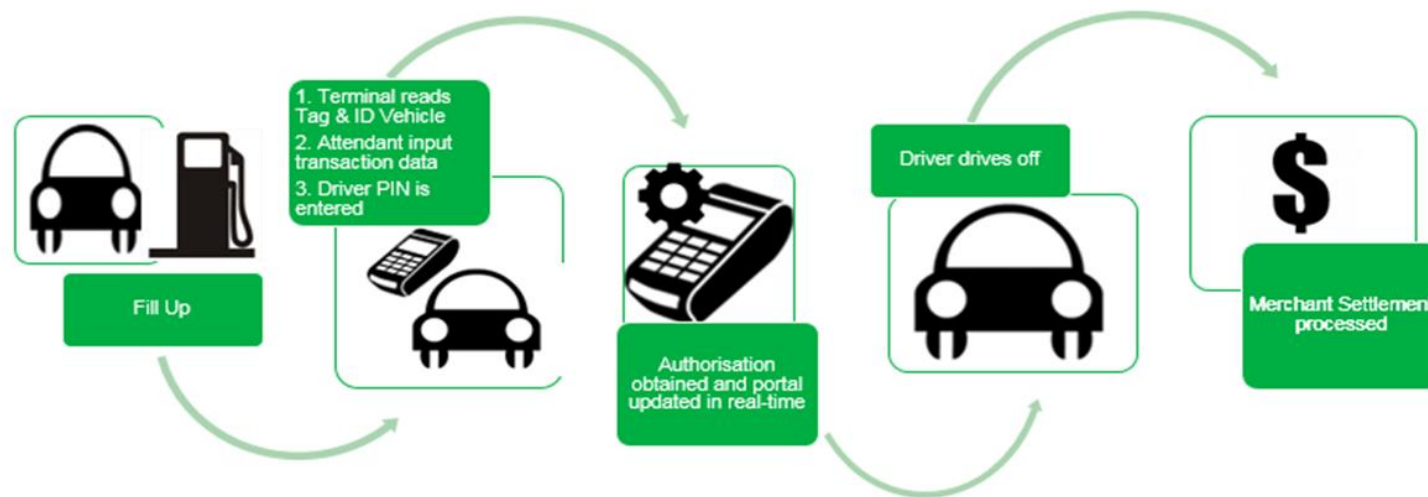 Fill Up
1. Terminal reads
Tag & ID Vehicle
2. Attendant input
transaction data
3. Driver PIN is
entered
Authorisation
obtained and portal
updated in real-time
Driver drives off
$
Merchant Settlemen
processed